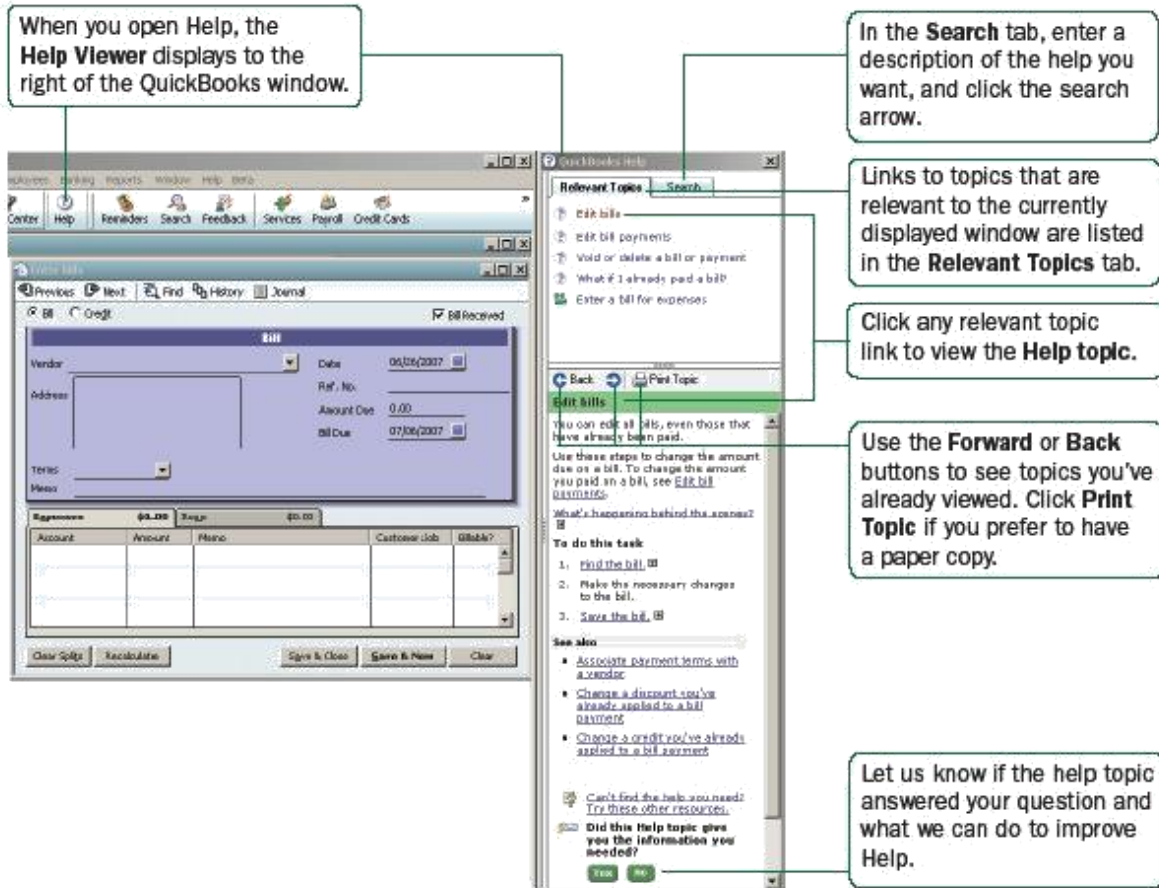 When you open Help, the
Help Viewer displays to the
right of the QuickBooks window.
In the Search tab, enter a
description of the help you
want, and click the search
arrow.
Links to topics that are
relevant to the currently
displayed window are listed
in the Relevant Topics tab.
Click any relevant topic
link to view the Help topic.
Use the Forward or Back
buttons to see topics you've
already viewed. Click Print
Topic if you prefer to have
a paper copy.
Let us know if the help topic
answered your question and
what we can do to improve
Help.
Banking Reports Window Help Beta
Center Help Reminders Search Feedback Services Payroll Credit Cards
Enter Bills
Previous Next Find History Journal
Bill Credit Bill Received
Bill
Vendor Date 06/26/2007
Address Ref. No.
Amount Due 0.00
Bill Due 07/06/2007
Terms
Memo
Expenses $0.00 Items $0.00
Account Amount Memo Customer:Job Billable?
Clear Splits Recalculate Save & Close Save & New Clear
QuickBooks Help
Relevant Topics Search
Edit bills
Edit bill payments
Void or delete a bill or payment
What if I already paid a bill?
Enter a bill for expenses
Back Print Topic
Edit bills
You can edit all bills, even those that
have already been paid.
Use these steps to change the amount
due on a bill. To change the amount
you paid on a bill, see Edit bill
payments.
What's happening behind the scenes?
To do this task
1. Find the bill.
2. Make the necessary changes
to the bill.
3. Save the bill.
See also
• Associate payment terms with
a vendor
• Change a discount you've
already applied to a bill
payment
• Change a credit you've already
applied to a bill payment
Can't find the help you need?
Try these other resources.
Did this Help topic give
you the information you
needed?
Yes No